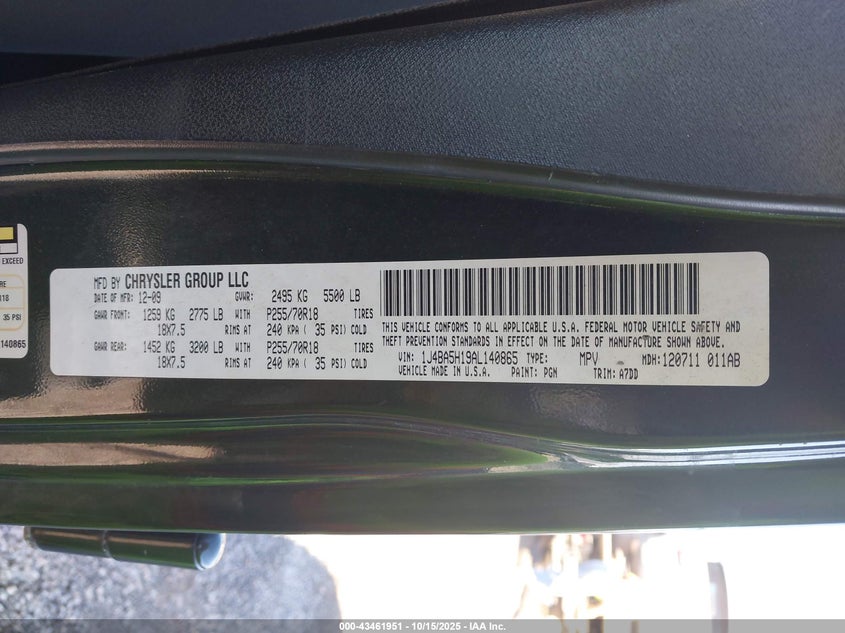 EXCEED
RE
R18
35 PSI
140865
MFD BY CHRYSLER GROUP LLC
DATE OF MFR: 12-09 GVWR: 2495 KG 5500 LB
GAWR FRONT: 1259 KG 2775 LB WITH P255/70R18 TIRES
18X7.5 RIMS AT 240 KPA ( 35 PSI) COLD
GAWR REAR: 1452 KG 3200 LB WITH P255/70R18 TIRES
18X7.5 RIMS AT 240 KPA ( 35 PSI) COLD
THIS VEHICLE CONFORMS TO ALL APPLICABLE U.S.A. FEDERAL MOTOR VEHICLE SAFETY AND
THEFT PREVENTION STANDARDS IN EFFECT ON THE DATE OF MANUFACTURE SHOWN ABOVE.
VIN: 1J4BA5H19AL140865 TYPE: MPV MDH: 120711 011AB
VEHICLE MADE IN U.S.A. PAINT: PGN TRIM: A7DD
000-43461951 | 10/15/2025 - IAA Inc.